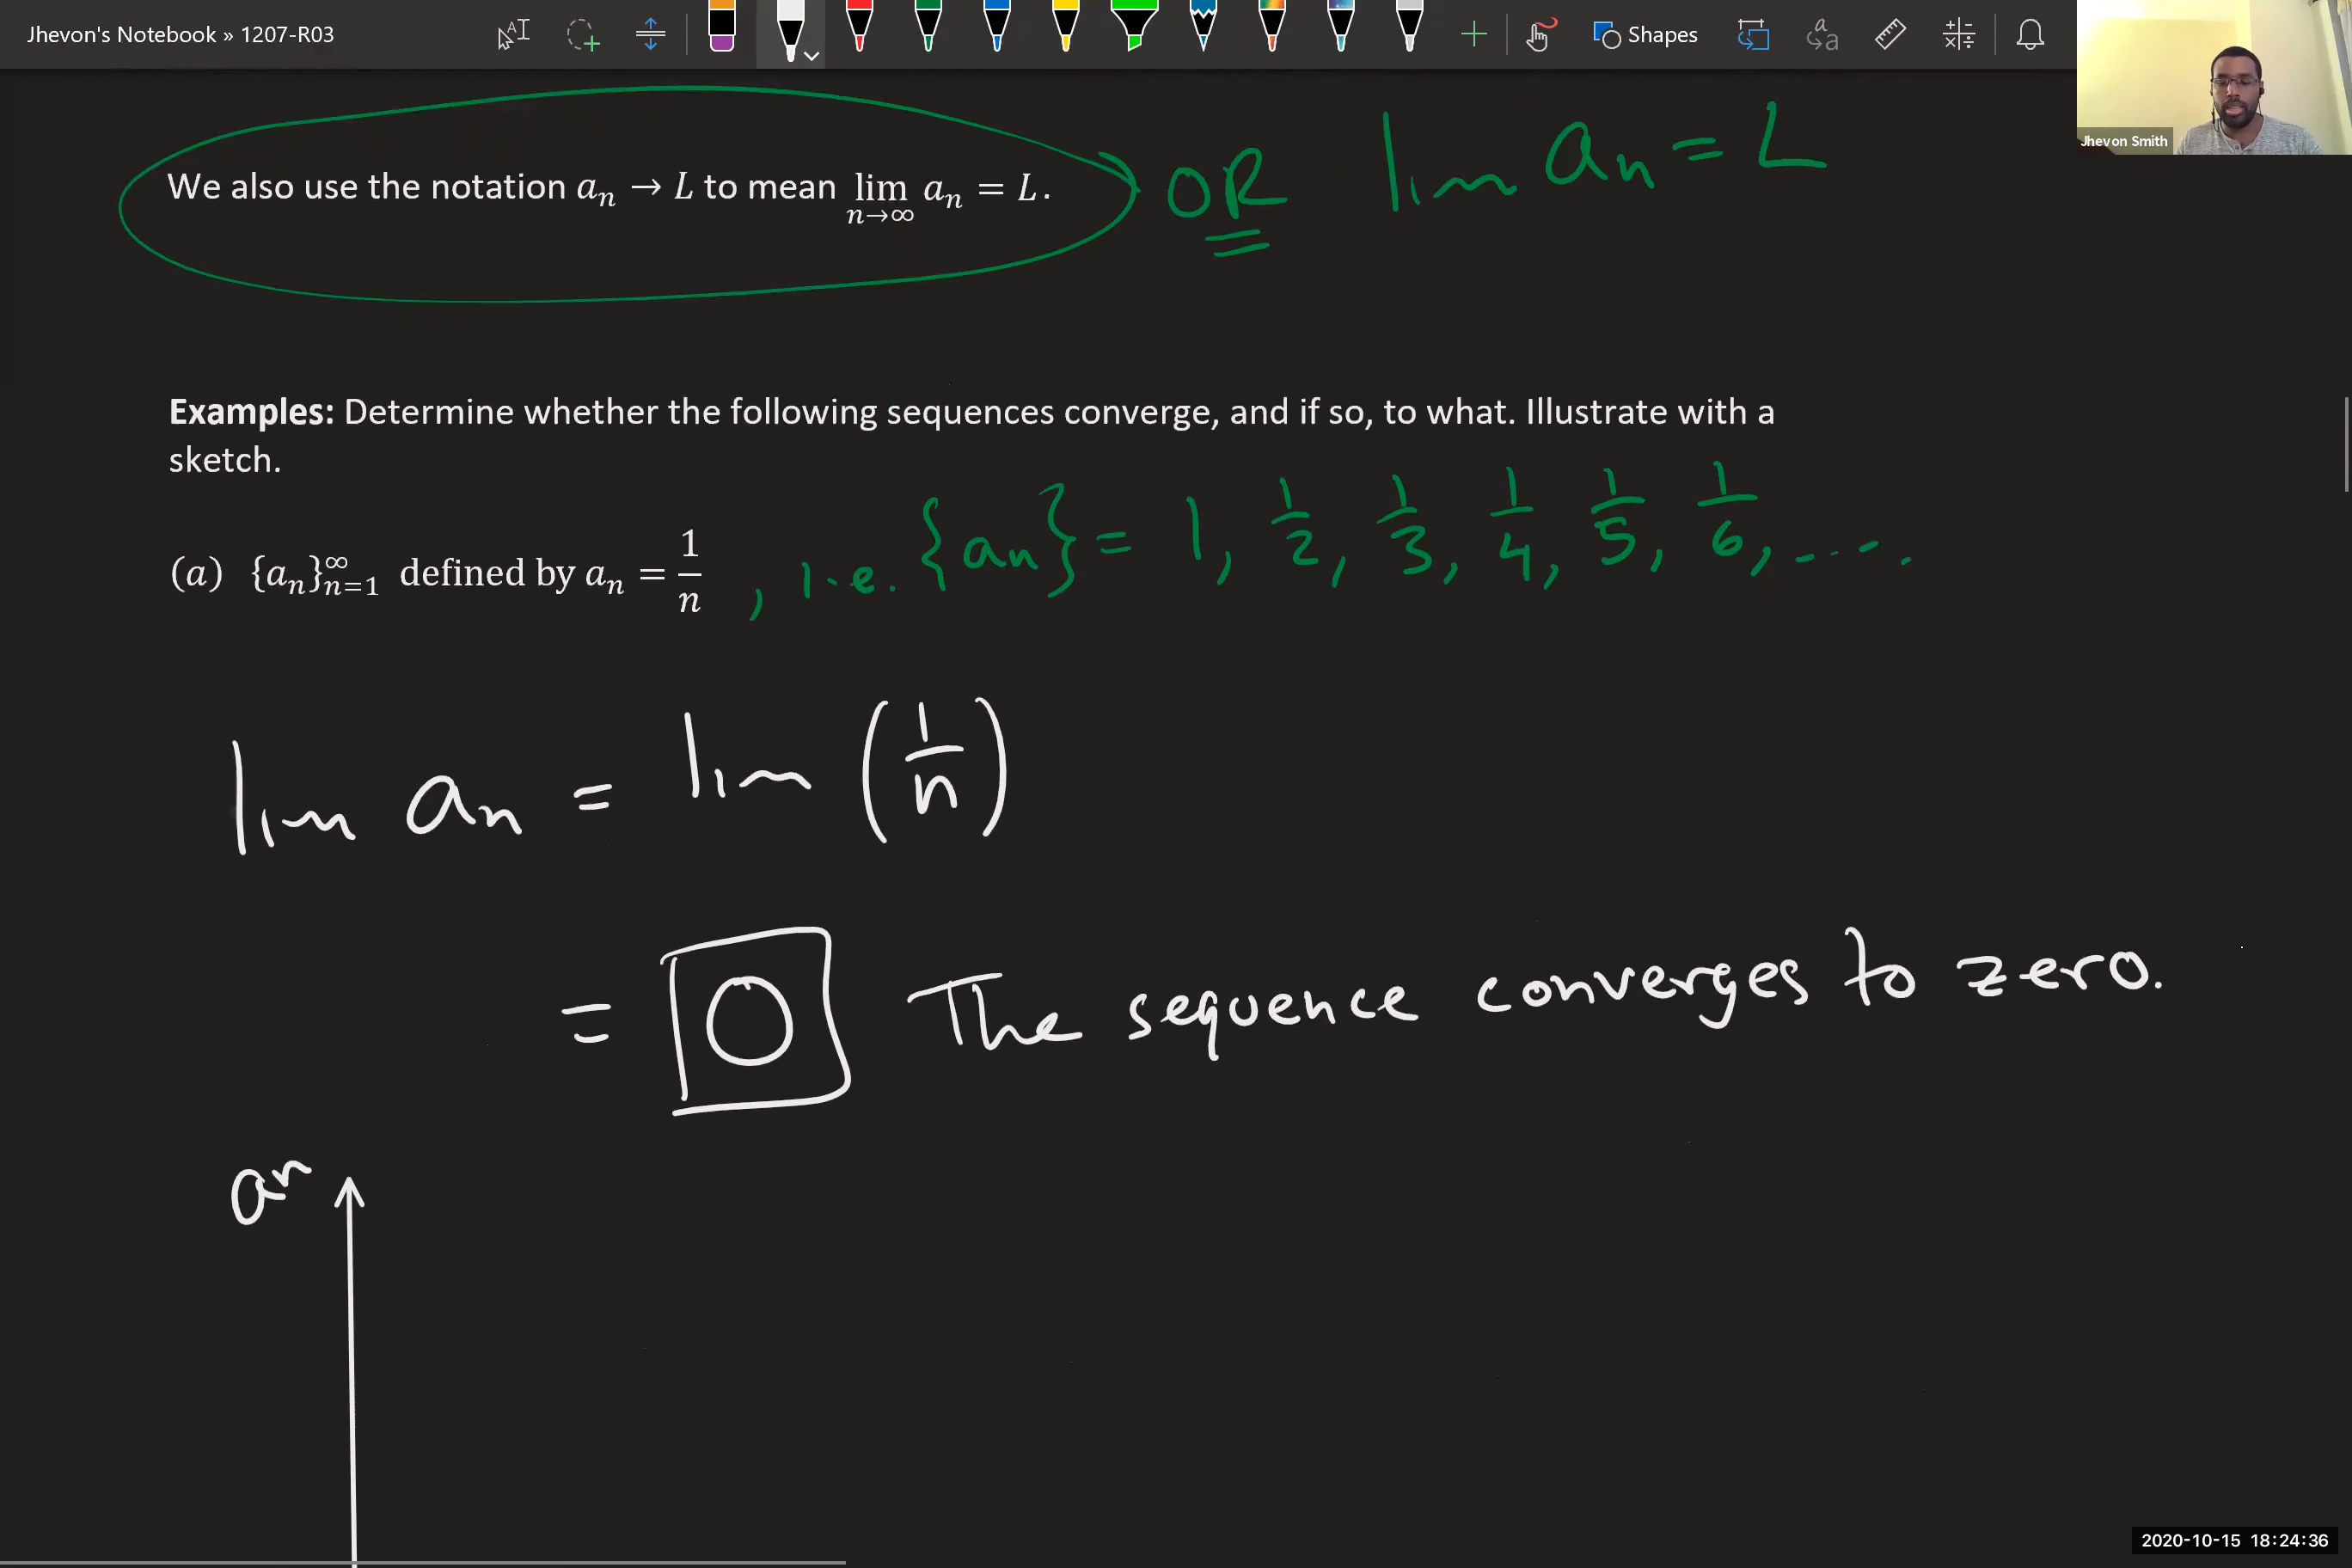 Jhevon's Notebook » 1207-R03
Shapes
Jhevon Smith
We also use the notation aₙ → L to mean lim n→∞ aₙ = L. OR lim aₙ = L
Examples: Determine whether the following sequences converge, and if so, to what. Illustrate with a
sketch.
(a) {aₙ}∞ₙ₌₁ defined by aₙ = 1/n , i.e. {an} = 1, 1/2, 1/3, 1/4, 1/5, 1/6, ....
lim aₙ = lim (1/n)
= 0 The sequence converges to zero.
an
2020-10-15 18:24:36